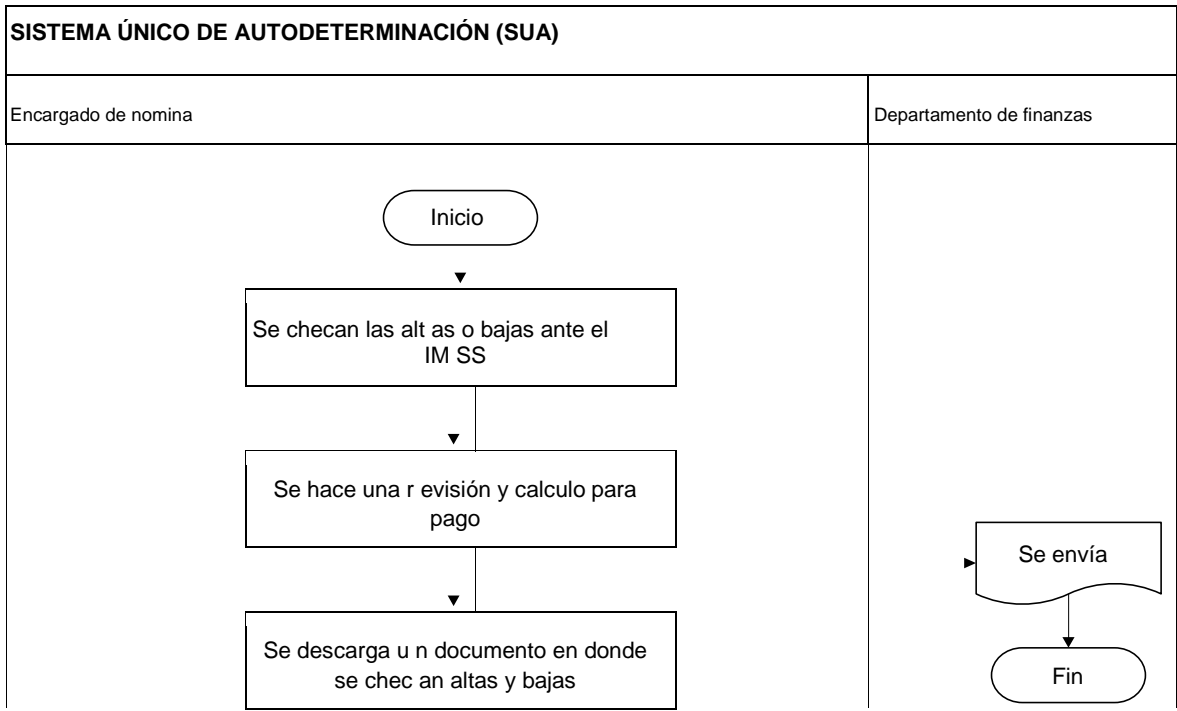 SISTEMA ÚNICO DE AUTODETERMINACIÓN (SUA)
Encargado de nomina
Departamento de finanzas
Inicio
Se checan las alt as o bajas ante el
IM SS
Se hace una r evisión y calculo para
pago
Se envía
Se descarga u n documento en donde
se chec an altas y bajas
Fin